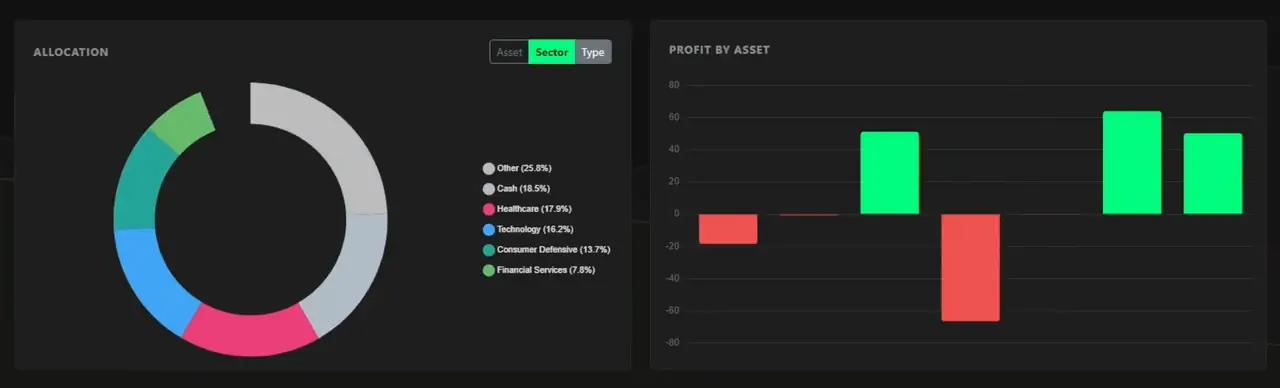 ALLOCATION
Asset Sector Type
Other (25.8%)
Cash (18.5%)
Healthcare (17.9%)
Technology (16.2%)
Consumer Defensive (13.7%)
Financial Services (7.8%)
PROFIT BY ASSET
80
60
40
20
0
-20
-40
-60
-80